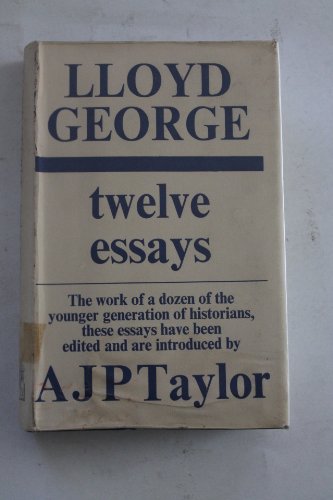 LLOYD
GEORGE
twelve
essays
The work of a dozen of the
younger generation of historians,
these essays have been
edited and are introduced by
AJPTaylor